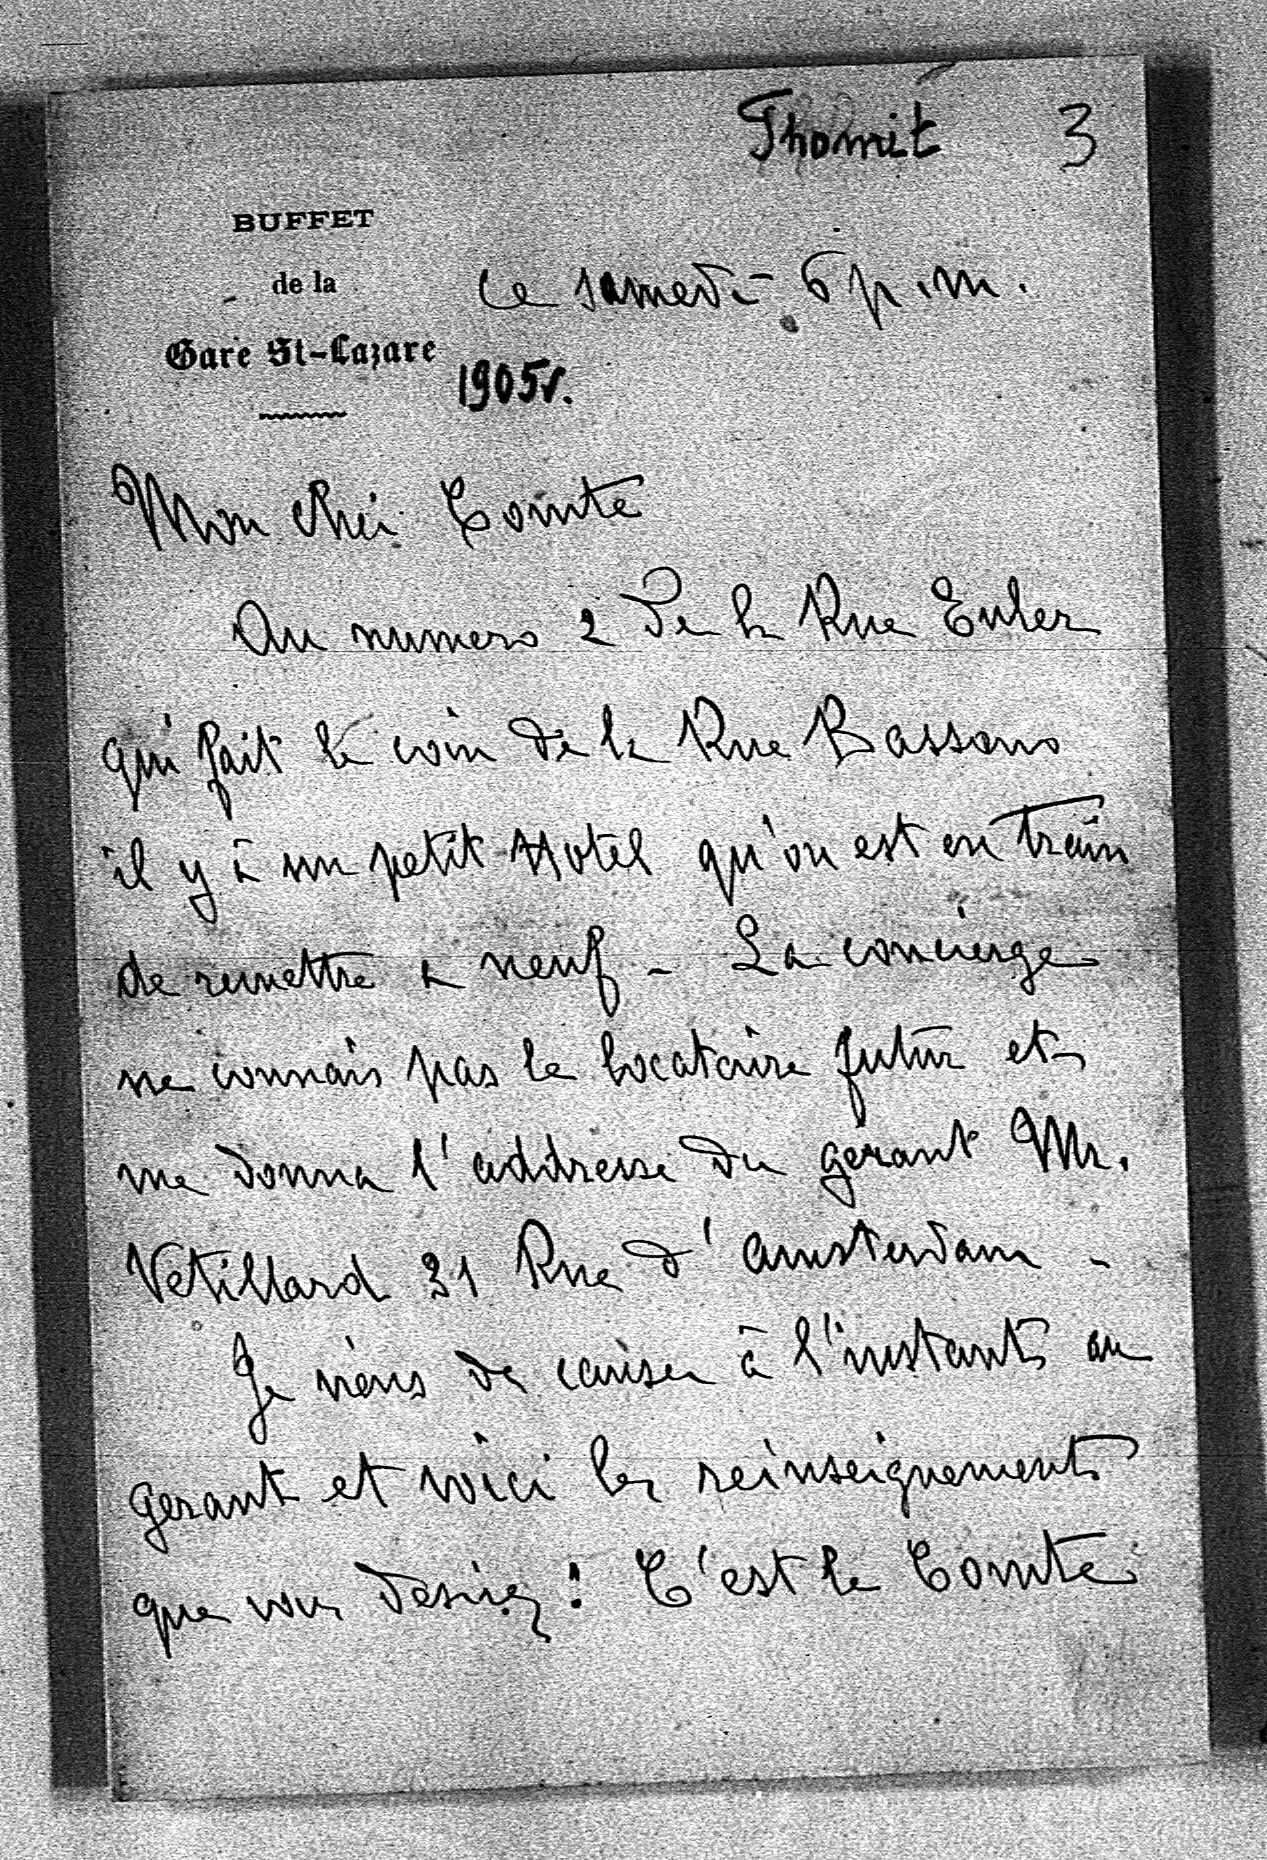 Thomit 3
BUFFET
de la
Gare St-Lazare
Ce samedi - 6 p.m.
1905r.
Mon cher Comte
Au numero 2 de la Rue Euler
qui fait le coin de la Rue Bassano
il y à un petit Hotel qu'on est en train
de remettre a neuf - La concierge
ne connais pas le locataire futur et
me donna l'addresse du gerant Mr.
Vetillard 31 Rue d'Amsterdam -
Je viens de causer à l'instant au
gerant et voici les reinseignements
que vous desirez : C'est le Comte